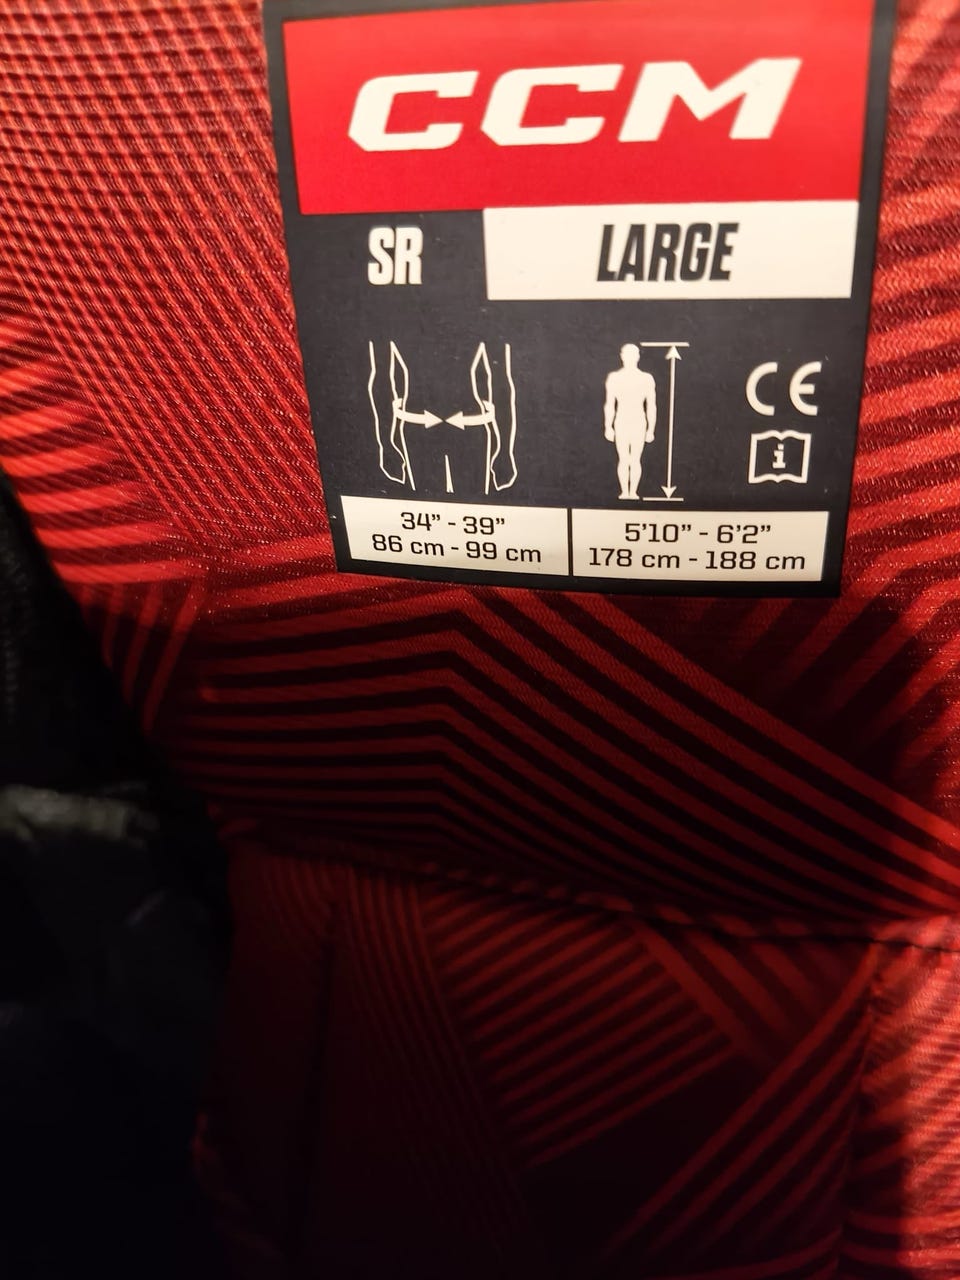 CCM
SR LARGE
CE
i
34” - 39”
86 cm - 99 cm
5’10” - 6’2”
178 cm - 188 cm